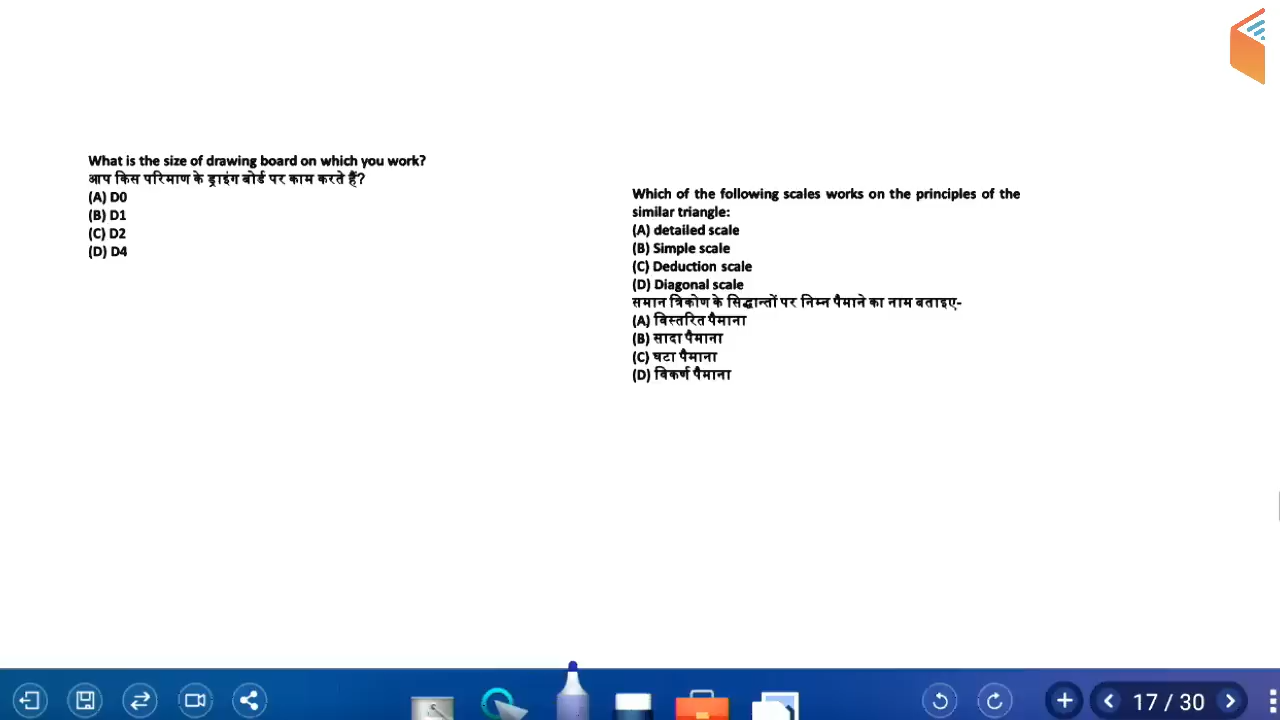 What is the size of drawing board on which you work?
आप किस परिमाण के ड्राइंग बोर्ड पर काम करते हैं?
(A) D0
(B) D1
(C) D2
(D) D4
Which of the following scales works on the principles of the
similar triangle:
(A) detailed scale
(B) Simple scale
(C) Deduction scale
(D) Diagonal scale
समान त्रिकोण के सिद्धान्तों पर निम्न पैमाने का नाम बताइए-
(A) विस्तरित पैमाना
(B) सादा पैमाना
(C) घटा पैमाना
(D) विकर्ण पैमाना
17 / 30